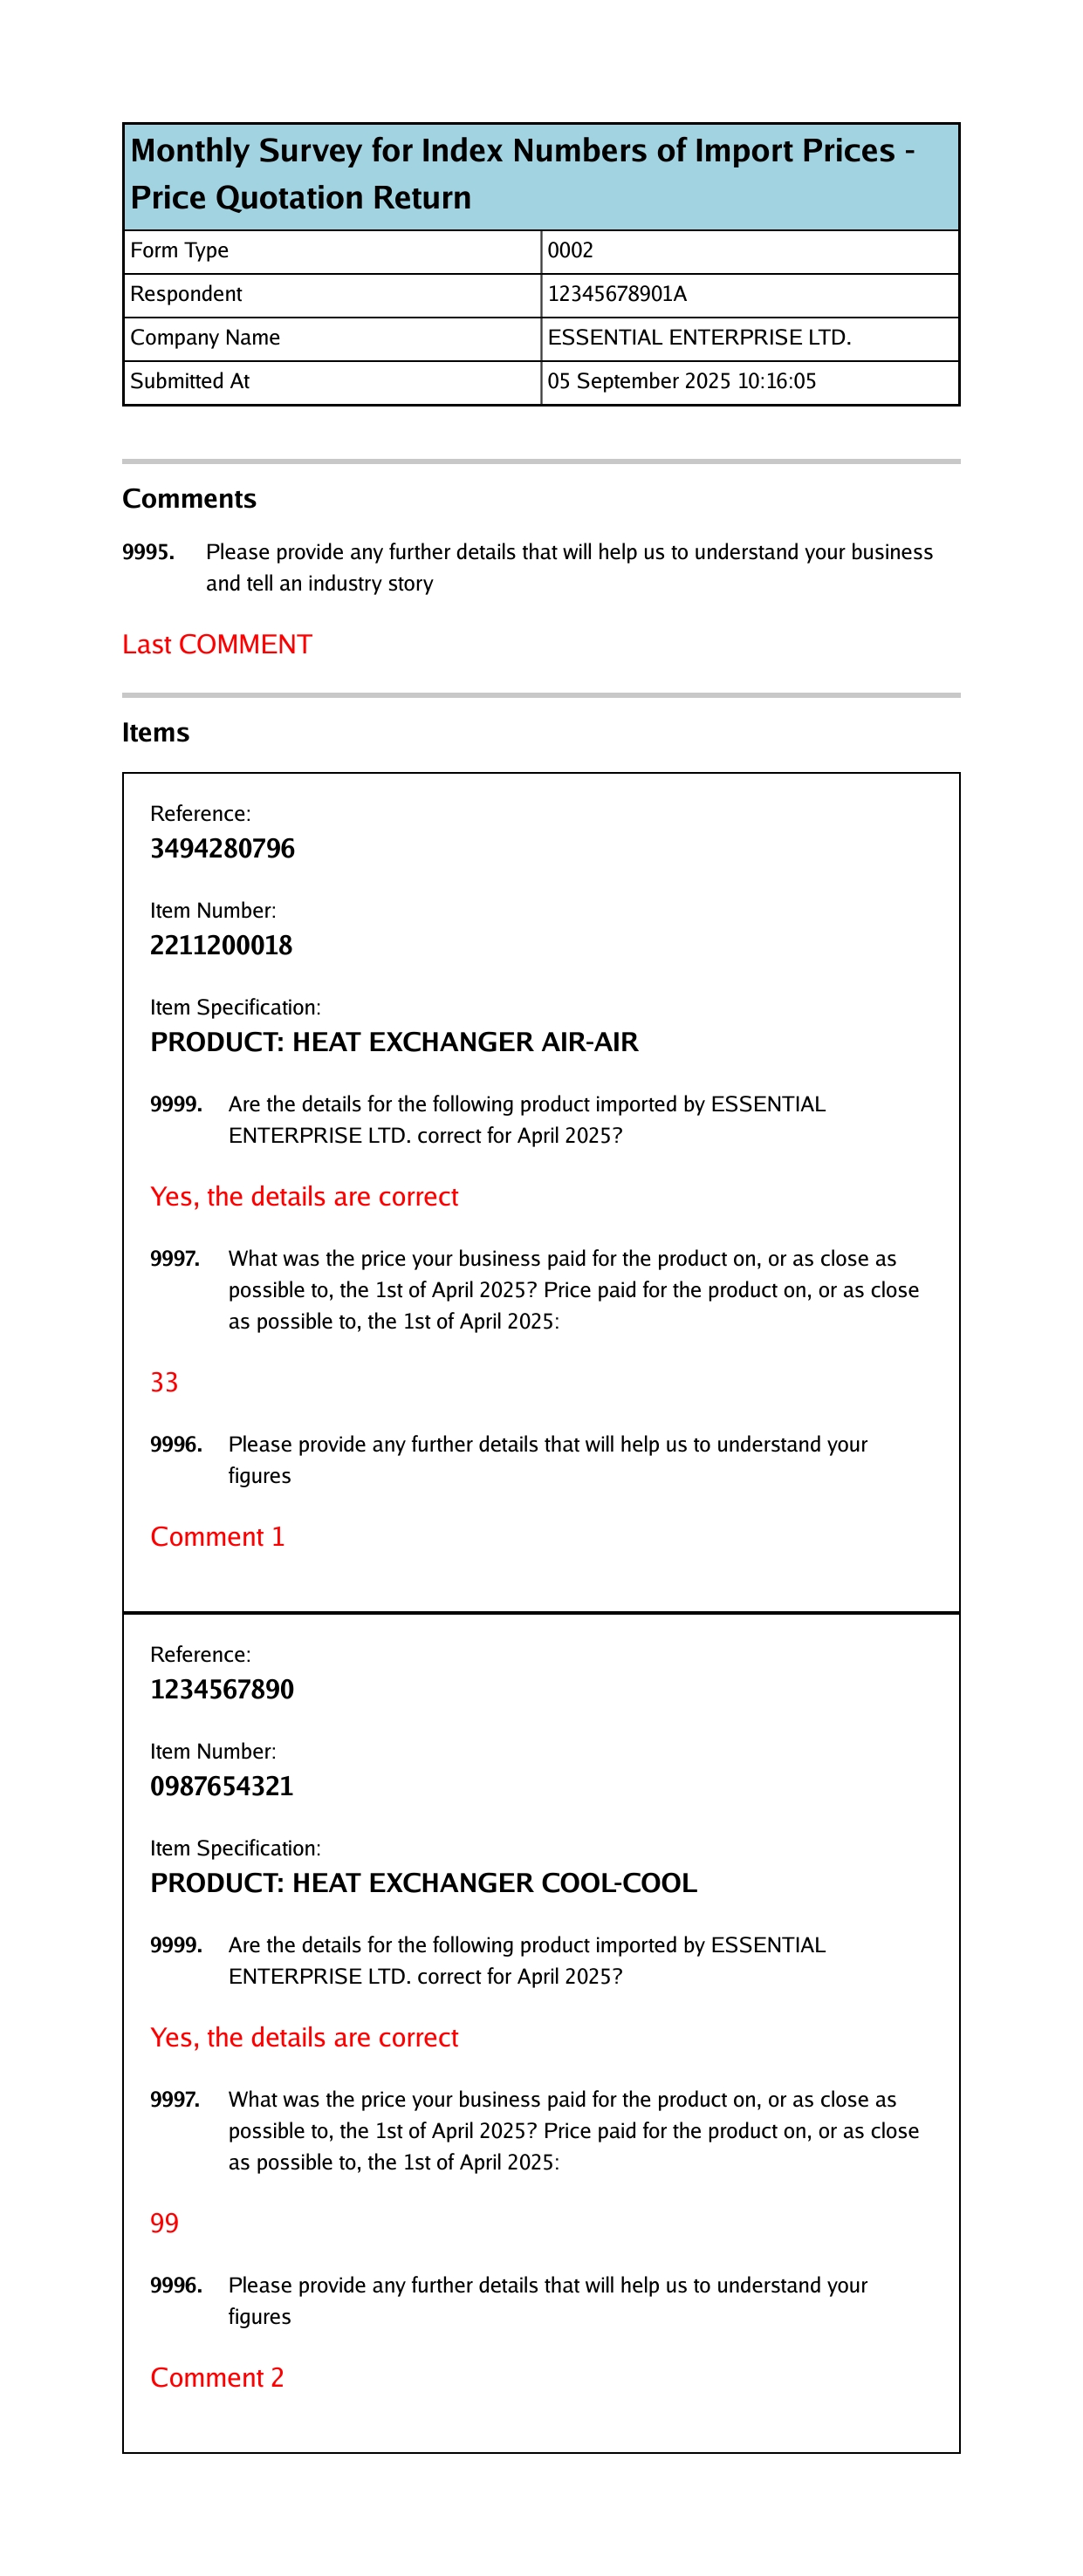 Monthly Survey for Index Numbers of Import Prices -
Price Quotation Return
Form Type 0002
Respondent 12345678901A
Company Name ESSENTIAL ENTERPRISE LTD.
Submitted At 05 September 2025 10:16:05
Comments
9995. Please provide any further details that will help us to understand your business
and tell an industry story
Last COMMENT
Items
Reference:
3494280796
Item Number:
2211200018
Item Specification:
PRODUCT: HEAT EXCHANGER AIR-AIR
9999. Are the details for the following product imported by ESSENTIAL
ENTERPRISE LTD. correct for April 2025?
Yes, the details are correct
9997. What was the price your business paid for the product on, or as close as
possible to, the 1st of April 2025? Price paid for the product on, or as close
as possible to, the 1st of April 2025:
33
9996. Please provide any further details that will help us to understand your
figures
Comment 1
Reference:
1234567890
Item Number:
0987654321
Item Specification:
PRODUCT: HEAT EXCHANGER COOL-COOL
9999. Are the details for the following product imported by ESSENTIAL
ENTERPRISE LTD. correct for April 2025?
Yes, the details are correct
9997. What was the price your business paid for the product on, or as close as
possible to, the 1st of April 2025? Price paid for the product on, or as close
as possible to, the 1st of April 2025:
99
9996. Please provide any further details that will help us to understand your
figures
Comment 2